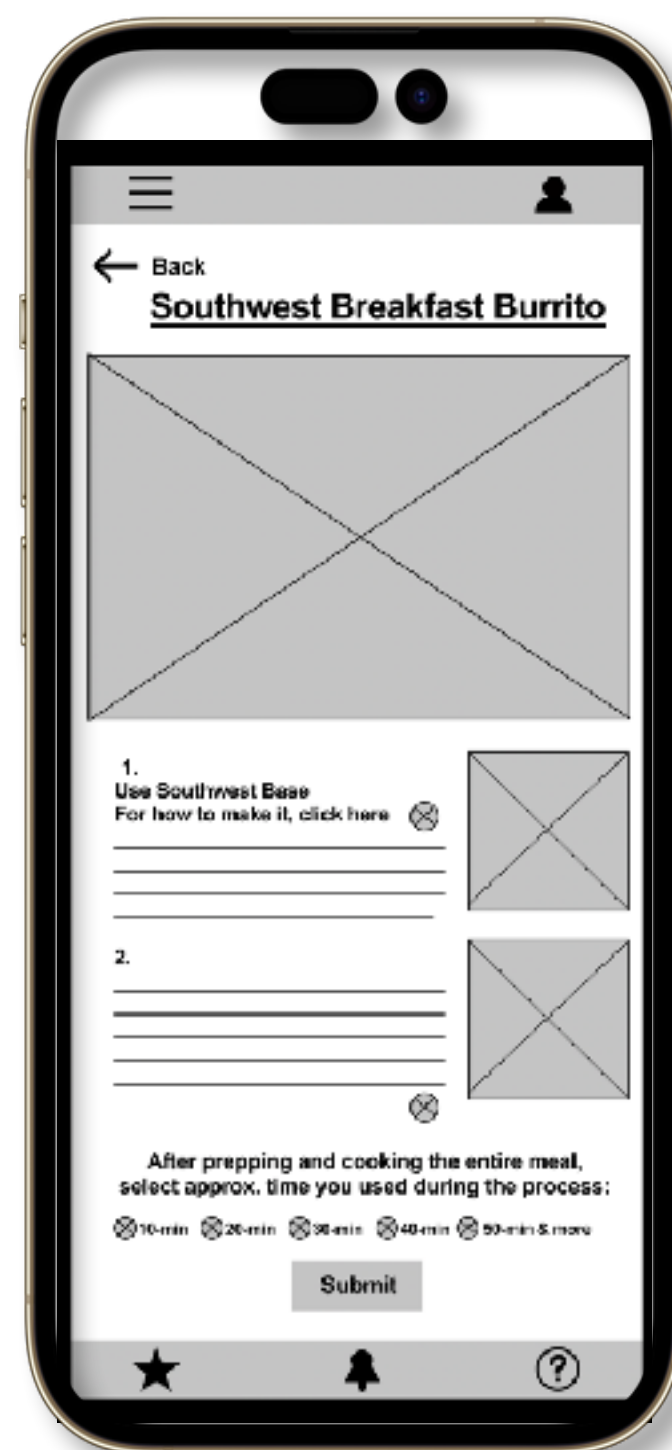 Back
Southwest Breakfast Burrito
1.
Use Southwest Base
For how to make it, click here
2.
After prepping and cooking the entire meal,
select approx. time you used during the process:
10-min 20-min 30-min 40-min 50-min & more
Submit
?